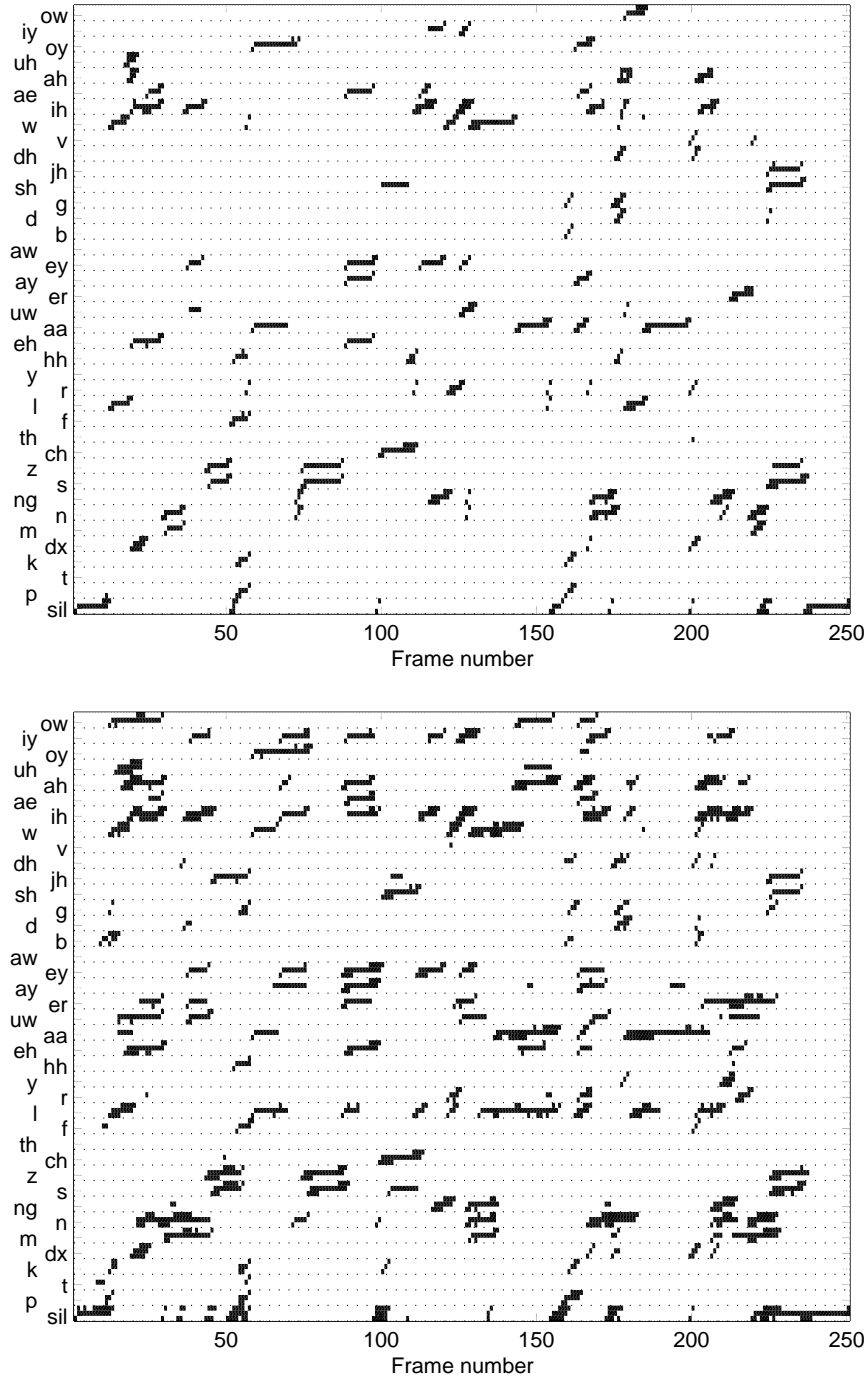 ow
iy
oy
uh
ah
ae
ih
w
v
dh
jh
sh
g
d
b
aw
ey
ay
er
uw
aa
eh
hh
y
r
l
f
th
ch
z
s
ng
n
m
dx
k
t
p
sil
50 100 150 200 250
Frame number
ow
iy
oy
uh
ah
ae
ih
w
v
dh
jh
sh
g
d
b
aw
ey
ay
er
uw
aa
eh
hh
y
r
l
f
th
ch
z
s
ng
n
m
dx
k
t
p
sil
50 100 150 200 250
Frame number